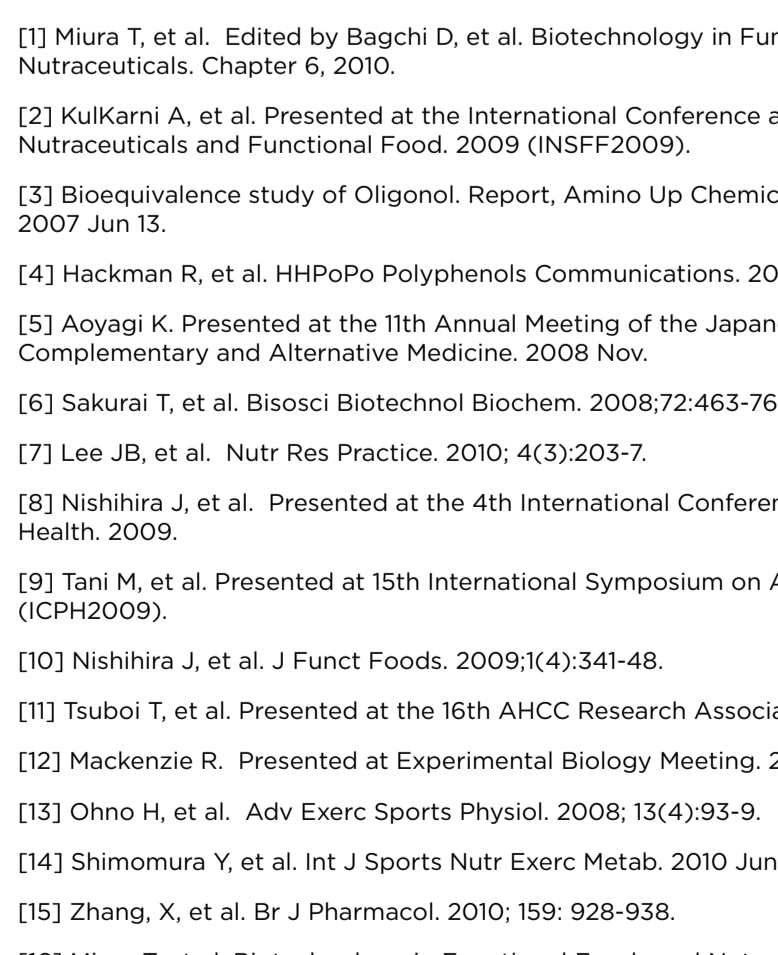 [1] Miura T, et al.  Edited by Bagchi D, et al. Biotechnology in
Nutraceuticals. Chapter 6, 2010.
[2] KulKarni A, et al. Presented at the International Conference
Nutraceuticals and Functional Food. 2009 (INSFF2009).
[3] Bioequivalence study of Oligonol. Report, Amino Up
2007 Jun 13.
[4] Hackman R, et al. HHPoPo Polyphenols Communications.
[5] Aoyagi K. Presented at the 11th Annual Meeting of the
Complementary and Alternative Medicine. 2008 Nov.
[6] Sakurai T, et al. Bisosci Biotechnol Biochem. 2008;72:463-76
[7] Lee JB, et al.  Nutr Res Practice. 2010; 4(3):203-7.
[8] Nishihira J, et al.  Presented at the 4th International
Health. 2009.
[9] Tani M, et al. Presented at 15th International Symposium on
(ICPH2009).
[10] Nishihira J, et al. J Funct Foods. 2009;1(4):341-48.
[11] Tsuboi T, et al. Presented at the 16th AHCC Research
[12] Mackenzie R.  Presented at Experimental Biology Meeting.
[13] Ohno H, et al.  Adv Exerc Sports Physiol. 2008; 13(4):93-9.
[14] Shimomura Y, et al. Int J Sports Nutr Exerc Metab. 2010 Jun
[15] Zhang, X, et al. Br J Pharmacol. 2010; 159: 928-938.